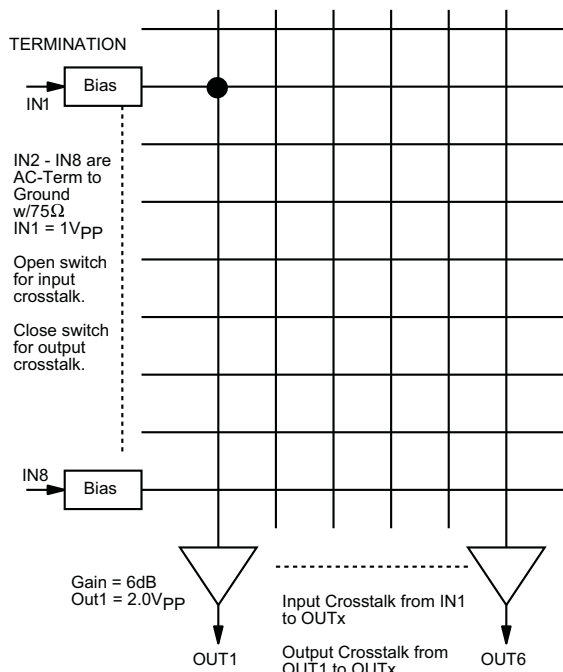 TERMINATION
Bias
IN1
IN2 - IN8 are
AC-Term to
Ground
w/75Ω
IN1 = 1VPP
Open switch
for input
crosstalk.
Close switch
for output
crosstalk.
IN8
Bias
Gain = 6dB
Out1 = 2.0VPP
Input Crosstalk from IN1
to OUTx
OUT1
Output Crosstalk from
OUT1 to OUTx
OUT6